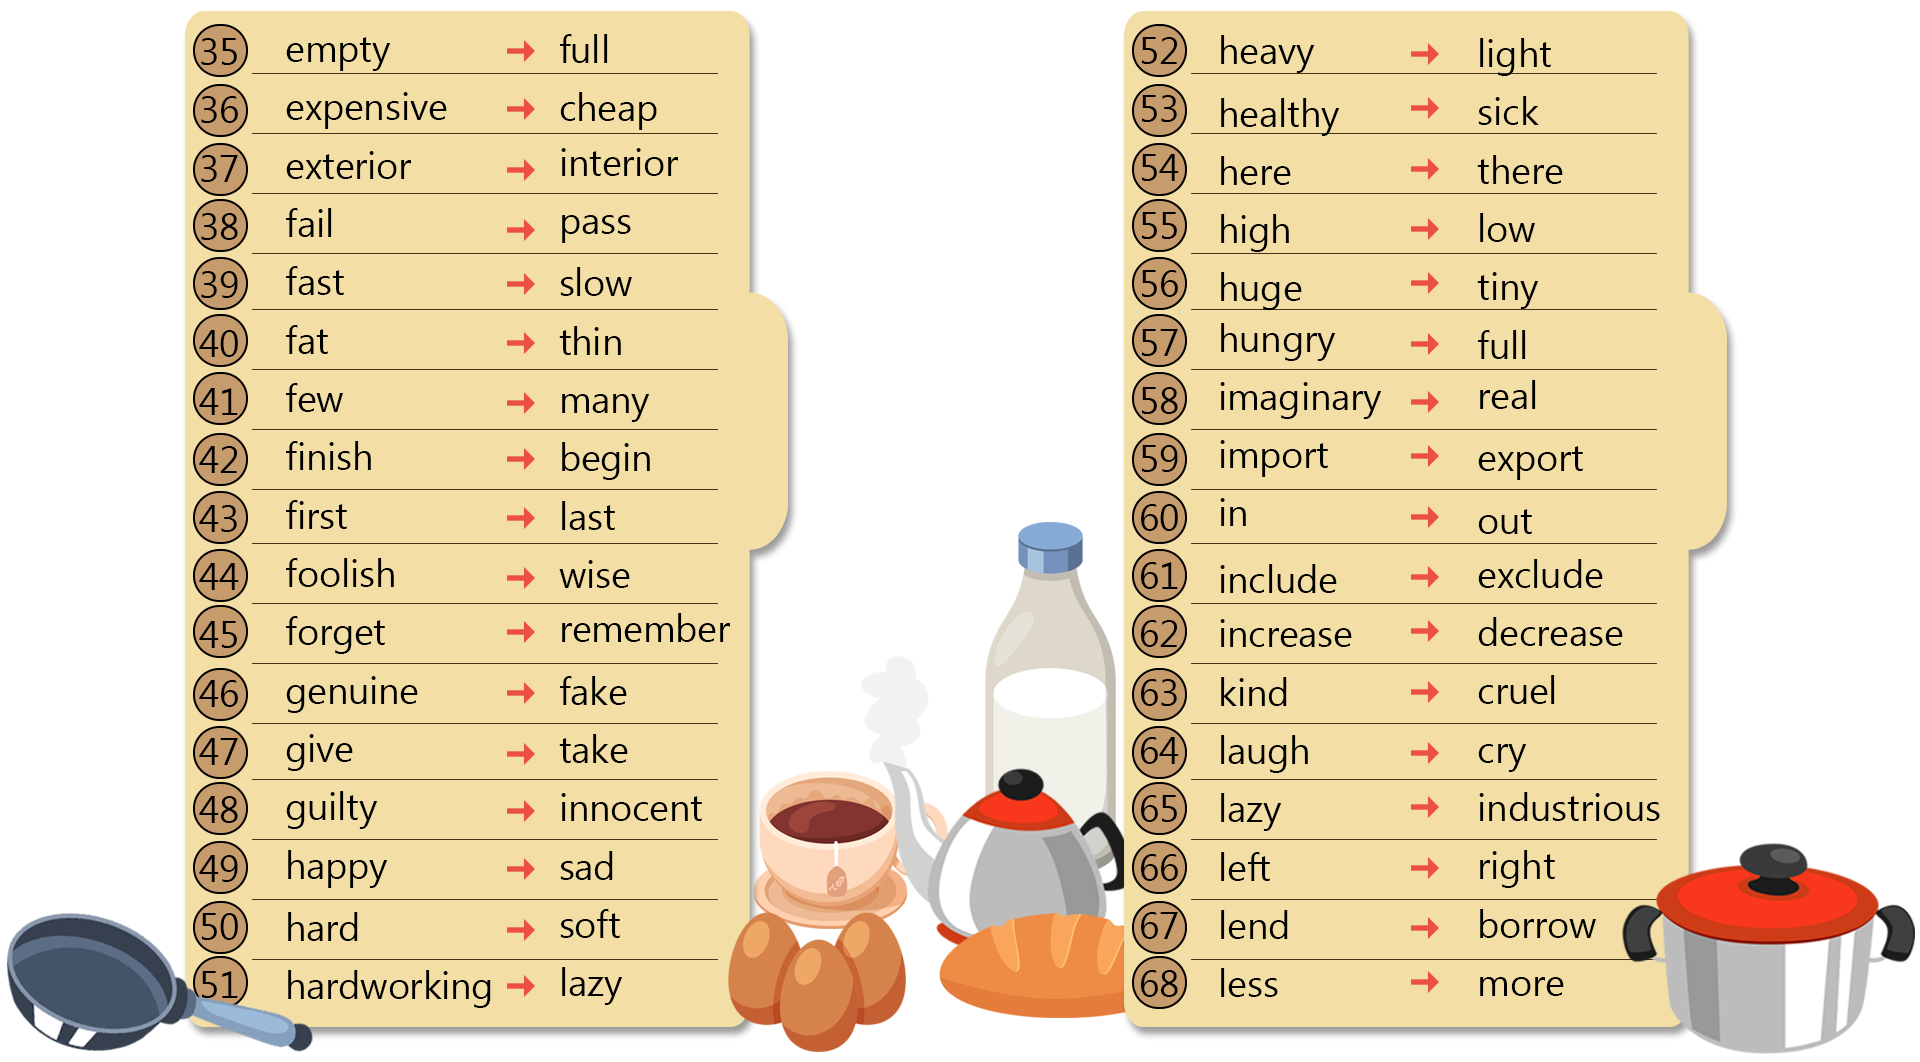 35 empty → full
36 expensive → cheap
37 exterior → interior
38 fail → pass
39 fast → slow
40 fat → thin
41 few → many
42 finish → begin
43 first → last
44 foolish → wise
45 forget → remember
46 genuine → fake
47 give → take
48 guilty → innocent
49 happy → sad
50 hard → soft
51 hardworking → lazy
52 heavy → light
53 healthy → sick
54 here → there
55 high → low
56 huge → tiny
57 hungry → full
58 imaginary → real
59 import → export
60 in → out
61 include → exclude
62 increase → decrease
63 kind → cruel
64 laugh → cry
65 lazy → industrious
66 left → right
67 lend → borrow
68 less → more
tea